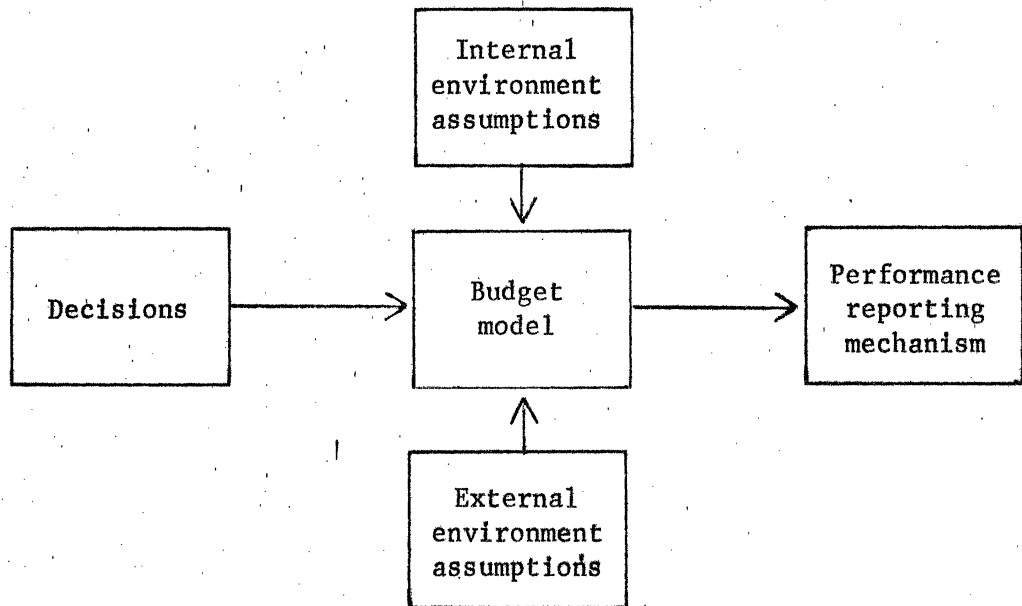 Internal
environment
assumptions
Decisions
Budget
model
Performance
reporting
mechanism
External
environment
assumptions